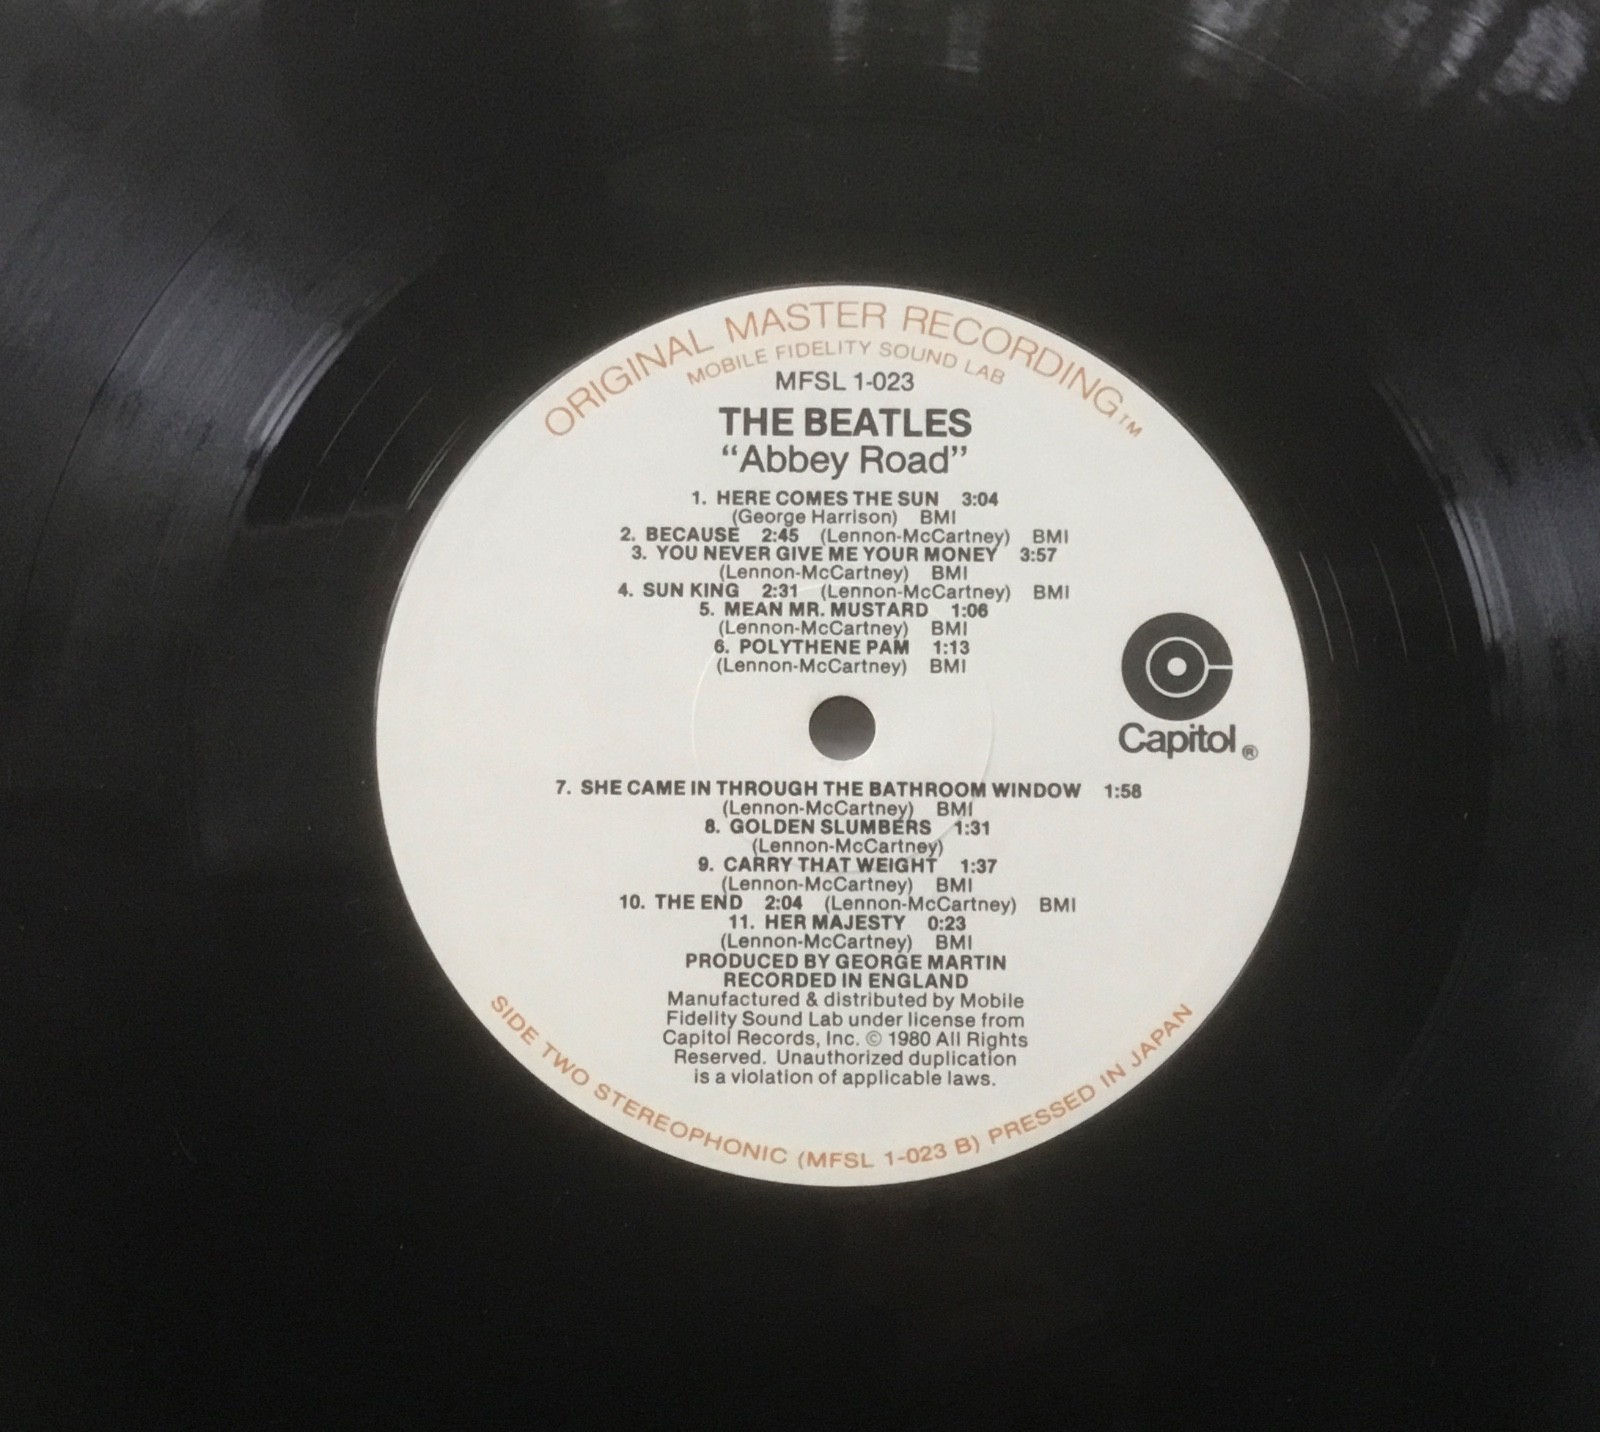 ORIGINAL MASTER RECORDING™
MOBILE FIDELITY SOUND LAB
MFSL 1-023
THE BEATLES
“Abbey Road”
1. HERE COMES THE SUN 3:04
(George Harrison) BMI
2. BECAUSE 2:45 (Lennon-McCartney) BMI
3. YOU NEVER GIVE ME YOUR MONEY 3:57
(Lennon-McCartney) BMI
4. SUN KING 2:31 (Lennon-McCartney) BMI
5. MEAN MR. MUSTARD 1:06
(Lennon-McCartney) BMI
6. POLYTHENE PAM 1:13
(Lennon-McCartney) BMI
Capitol®
7. SHE CAME IN THROUGH THE BATHROOM WINDOW 1:58
(Lennon-McCartney) BMI
8. GOLDEN SLUMBERS 1:31
(Lennon-McCartney)
9. CARRY THAT WEIGHT 1:37
(Lennon-McCartney) BMI
10. THE END 2:04 (Lennon-McCartney) BMI
11. HER MAJESTY 0:23
(Lennon-McCartney) BMI
PRODUCED BY GEORGE MARTIN
RECORDED IN ENGLAND
Manufactured & distributed by Mobile
Fidelity Sound Lab under license from
Capitol Records, Inc. © 1980 All Rights
Reserved. Unauthorized duplication
is a violation of applicable laws.
SIDE TWO STEREOPHONIC (MFSL 1-023 B) PRESSED IN JAPAN